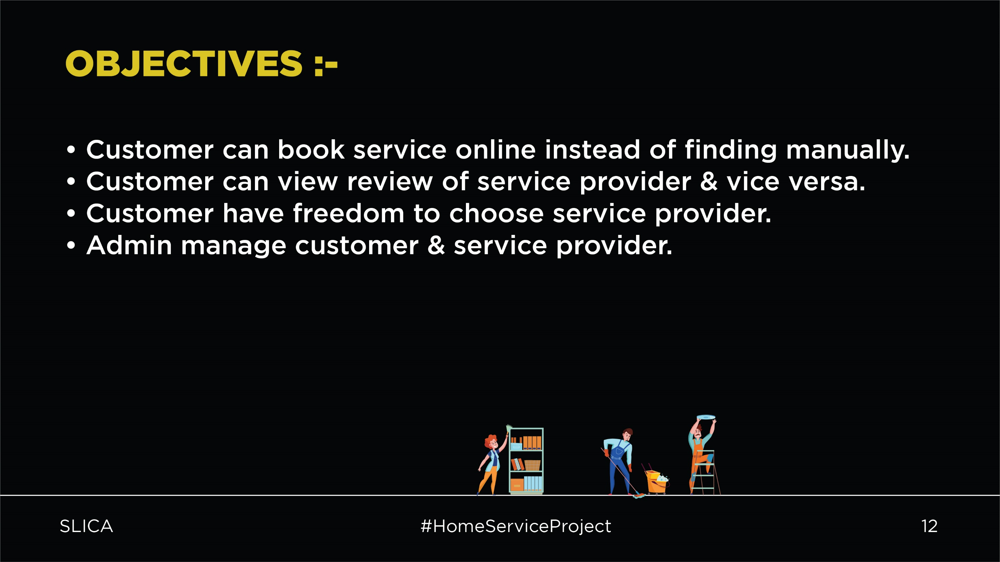 OBJECTIVES :-
• Customer can book service online instead of finding manually.
• Customer can view review of service provider & vice versa.
• Customer have freedom to choose service provider.
• Admin manage customer & service provider.
SLICA
#HomeServiceProject
12